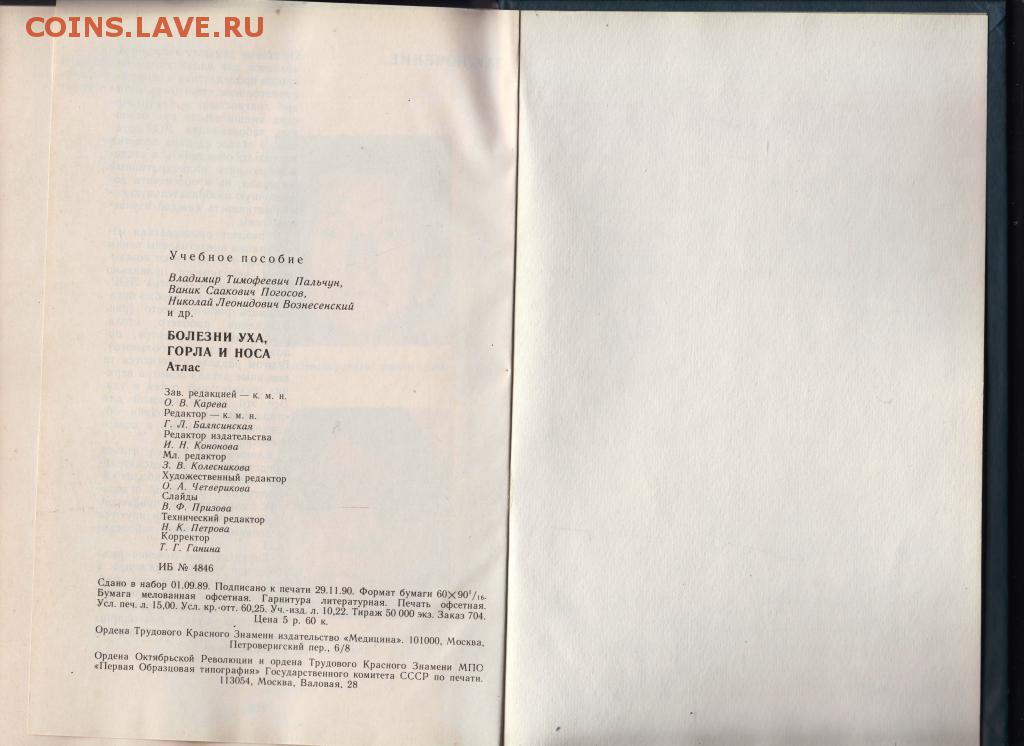 COINS.LAVE.RU
ЗАКЛЮЧЕНИЕ
Учебное пособие
Владимир Тимофеевич Пальчун,
Ваник Саакович Погосов,
Николай Леонидович Вознесенский
и др.
БОЛЕЗНИ УХА,
ГОРЛА И НОСА
Атлас
Зав. редакцией — к. м. н.
О. В. Карева
Редактор — к. м. н.
Г. Л. Балясинская
Редактор издательства
И. Н. Кононова
Мл. редактор
З. В. Колесникова
Художественный редактор
О. А. Четверикова
Слайды
В. Ф. Призова
Технический редактор
Н. К. Петрова
Корректор
Т. Г. Ганина
ИБ № 4846
Сдано в набор 01.09.89. Подписано к печати 29.11.90. Формат бумаги 60×90¹/₁₆.
Бумага мелованная офсетная. Гарнитура литературная. Печать офсетная.
Усл. печ. л. 15,00. Усл. кр.-отт. 60,25. Уч.-изд. л. 10,22. Тираж 50 000 экз. Заказ 704.
Цена 5 р. 60 к.
Ордена Трудового Красного Знамени издательство «Медицина». 101000, Москва,
Петроверигский пер., 6/8
Ордена Октябрьской Революции и ордена Трудового Красного Знамени МПО
«Первая Образцовая типография» Государственного комитета СССР по печати.
113054, Москва, Валовая, 28